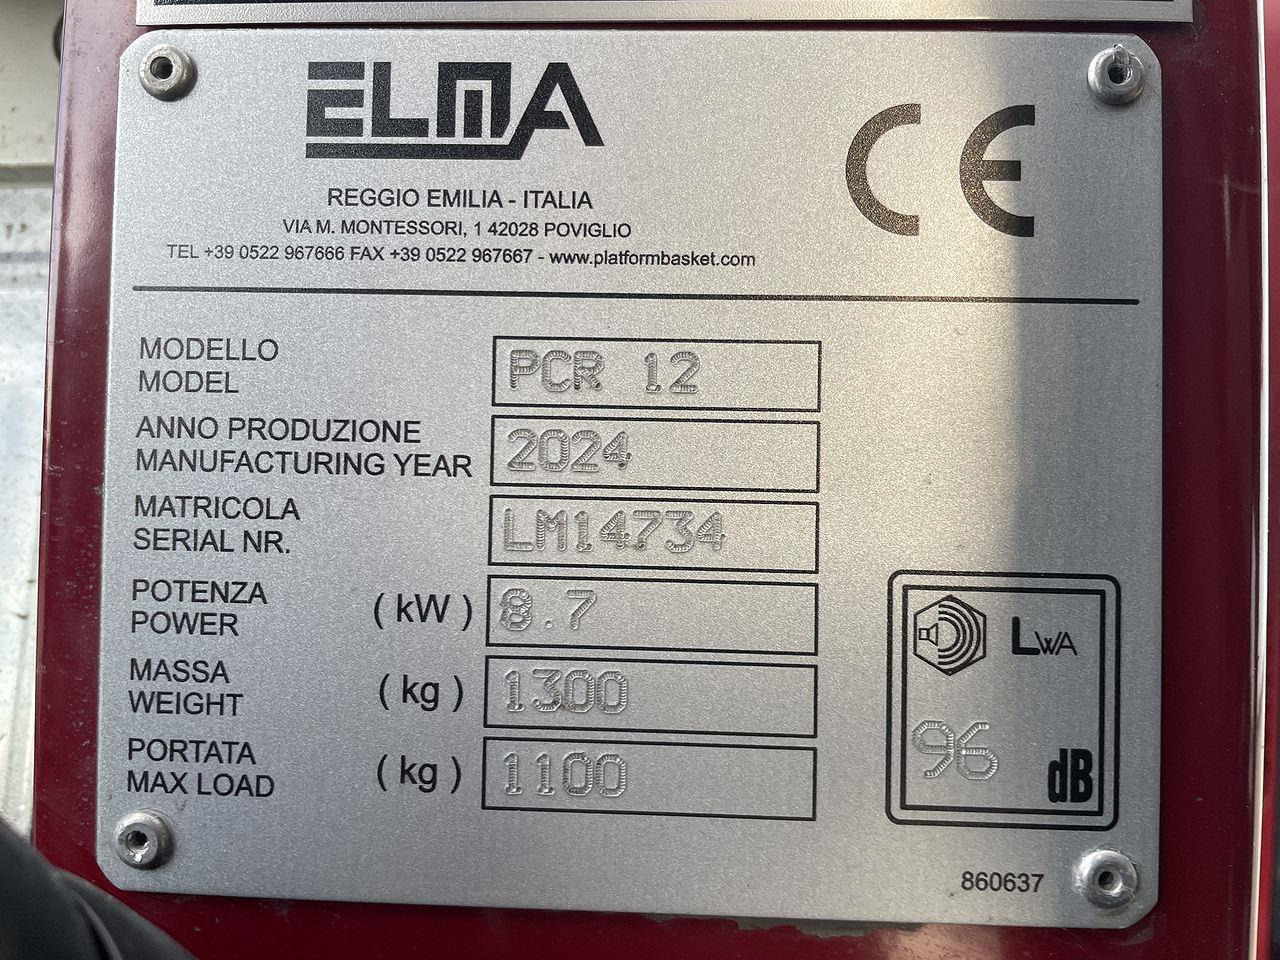 ELMA
CE
REGGIO EMILIA - ITALIA
VIA M. MONTESSORI, 1 42028 POVIGLIO
TEL +39 0522 967666 FAX +39 0522 967667 - www.platformbasket.com
MODELLO
MODEL
PCR 12
ANNO PRODUZIONE
MANUFACTURING YEAR
2024
MATRICOLA
SERIAL NR.
LM14734
POTENZA
POWER
(kW)
8.7
MASSA
WEIGHT
(kg)
1300
PORTATA
MAX LOAD
(kg)
1100
LWA
96
dB
860637